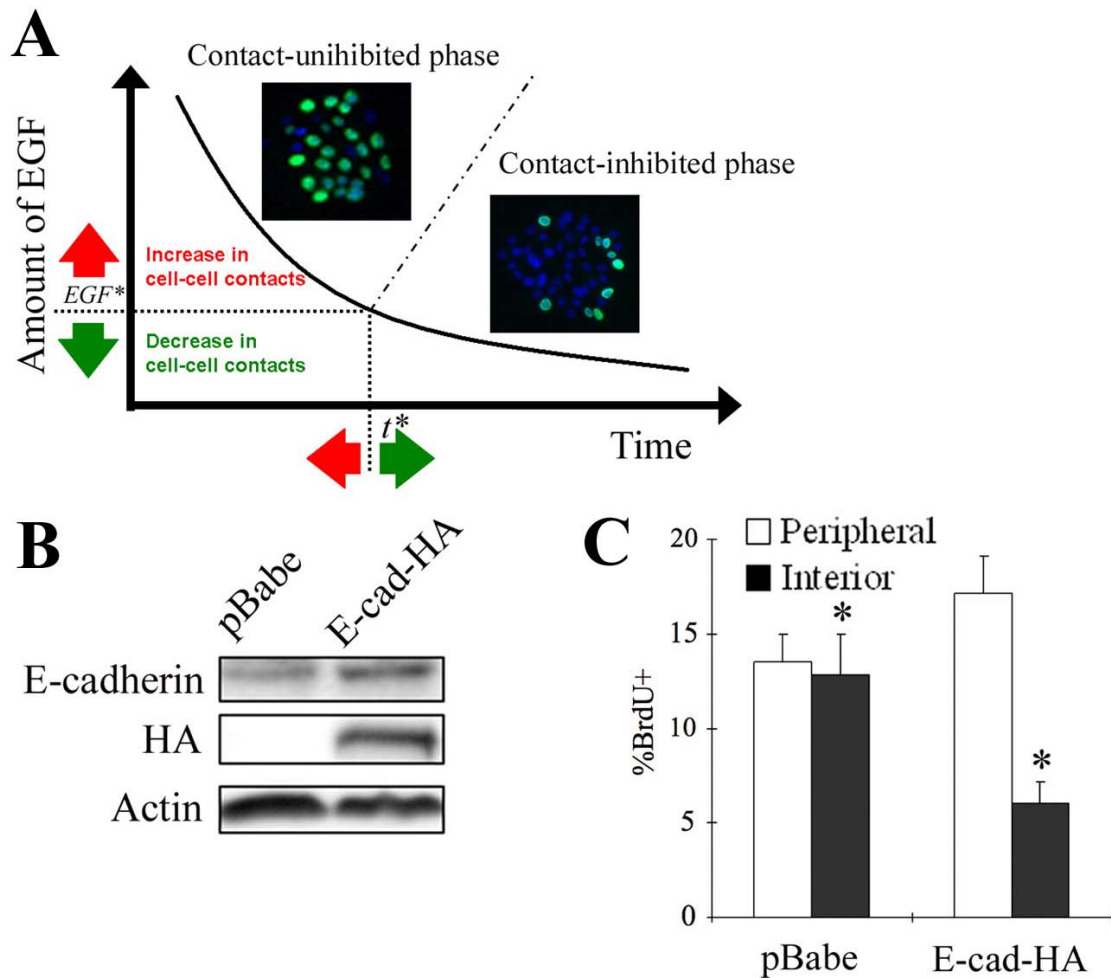 A
Contact-unihibited phase
Contact-inhibited phase
Amount of EGF
Increase in
cell-cell contacts
EGF*
Decrease in
cell-cell contacts
t*
Time
B
pBabe
E-cad-HA
E-cadherin
HA
Actin
C
Peripheral
Interior
%BrdU+
20
15
10
5
0
*
*
pBabe
E-cad-HA